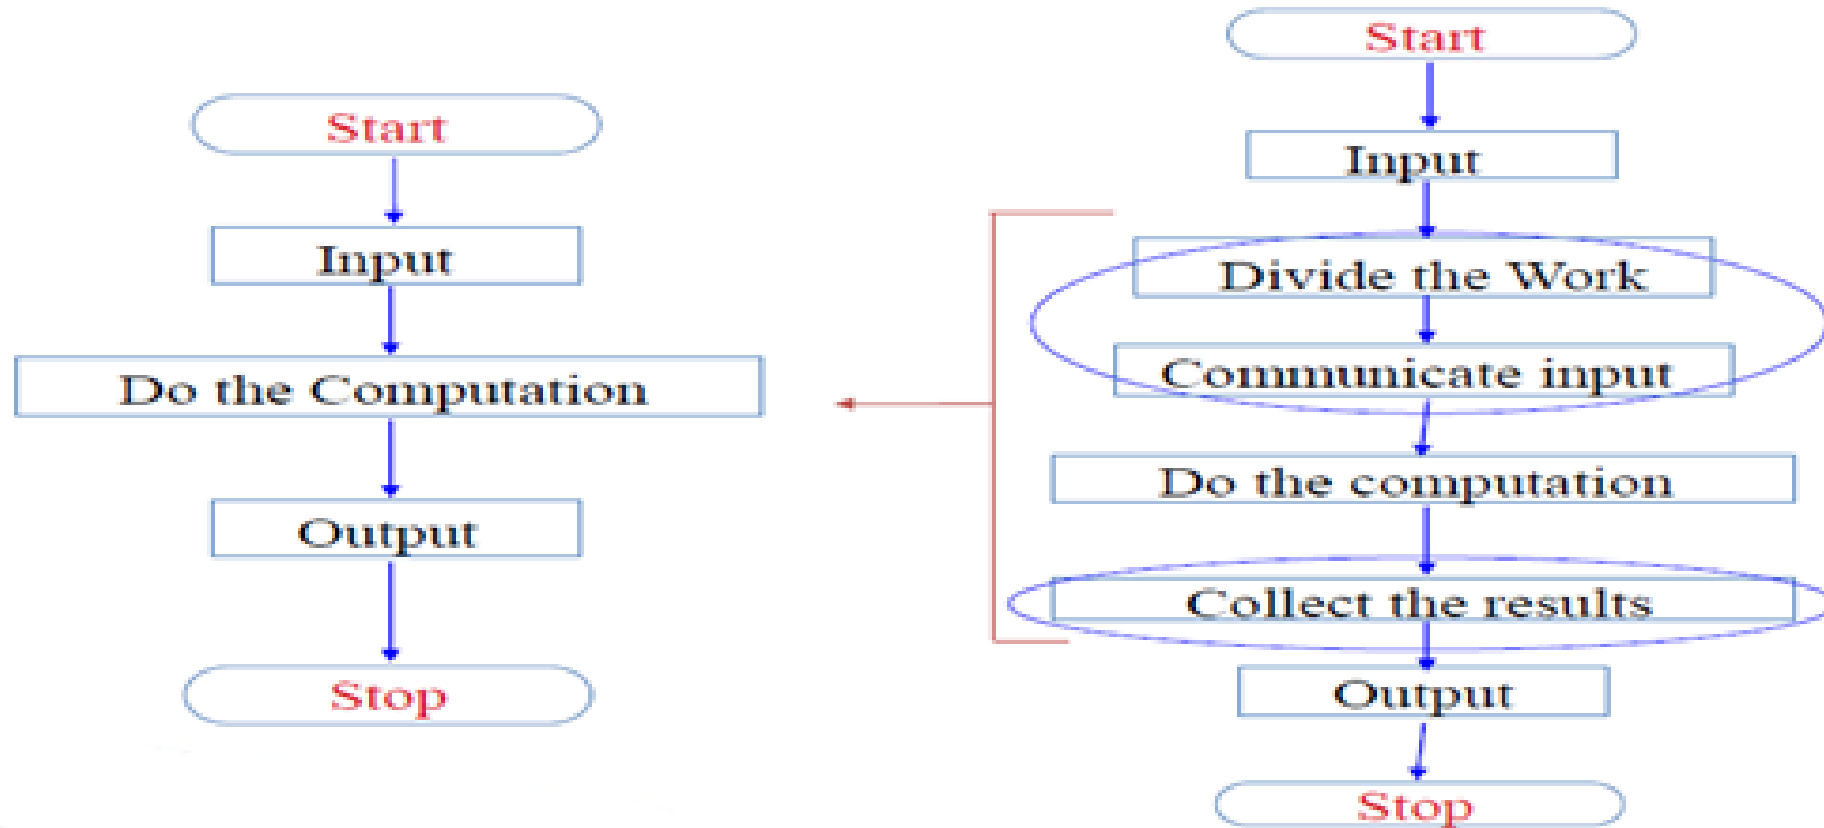 Start
Input
Do the Computation
Output
Stop
Start
Input
Divide the Work
Communicate input
Do the computation
Collect the results
Output
Stop